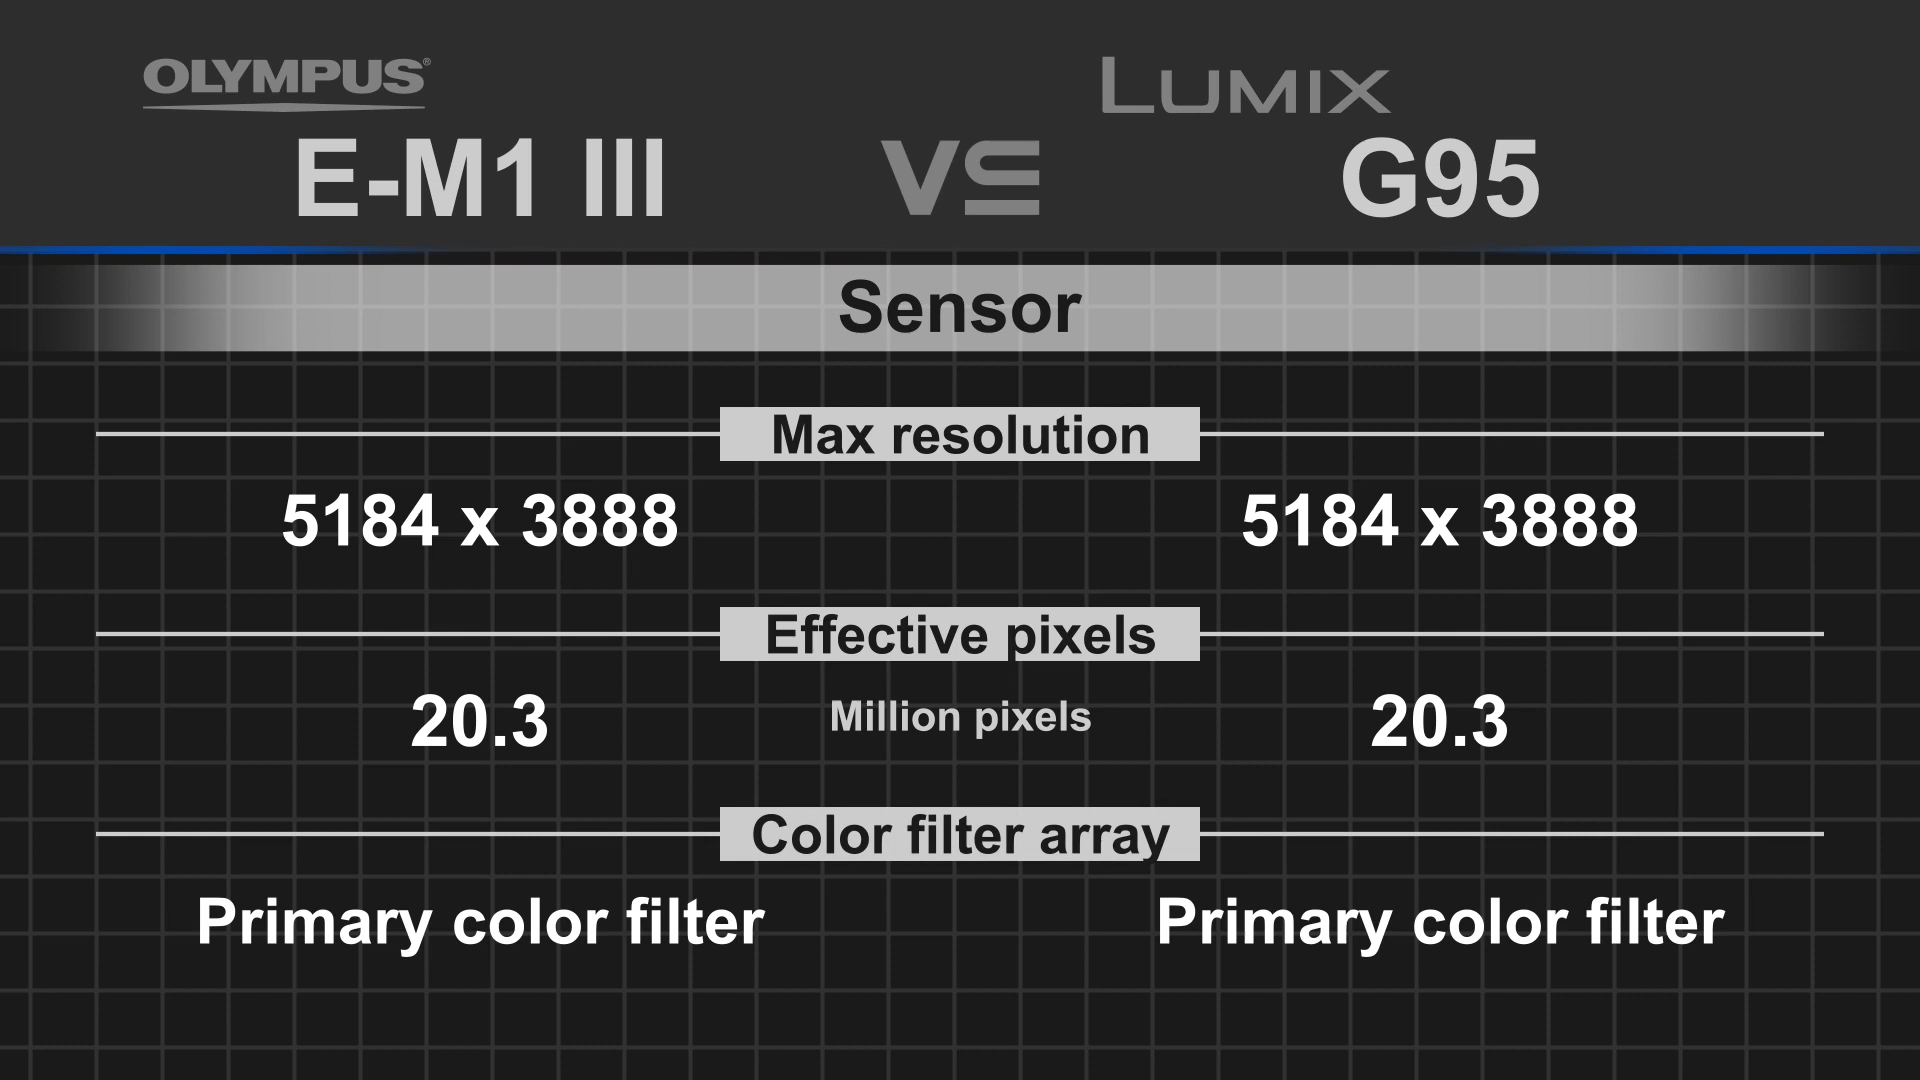 OLYMPUS®
LUMIX
E-M1 III
VS
G95
Sensor
Max resolution
5184 x 3888
5184 x 3888
Effective pixels
20.3
Million pixels
20.3
Color filter array
Primary color filter
Primary color filter